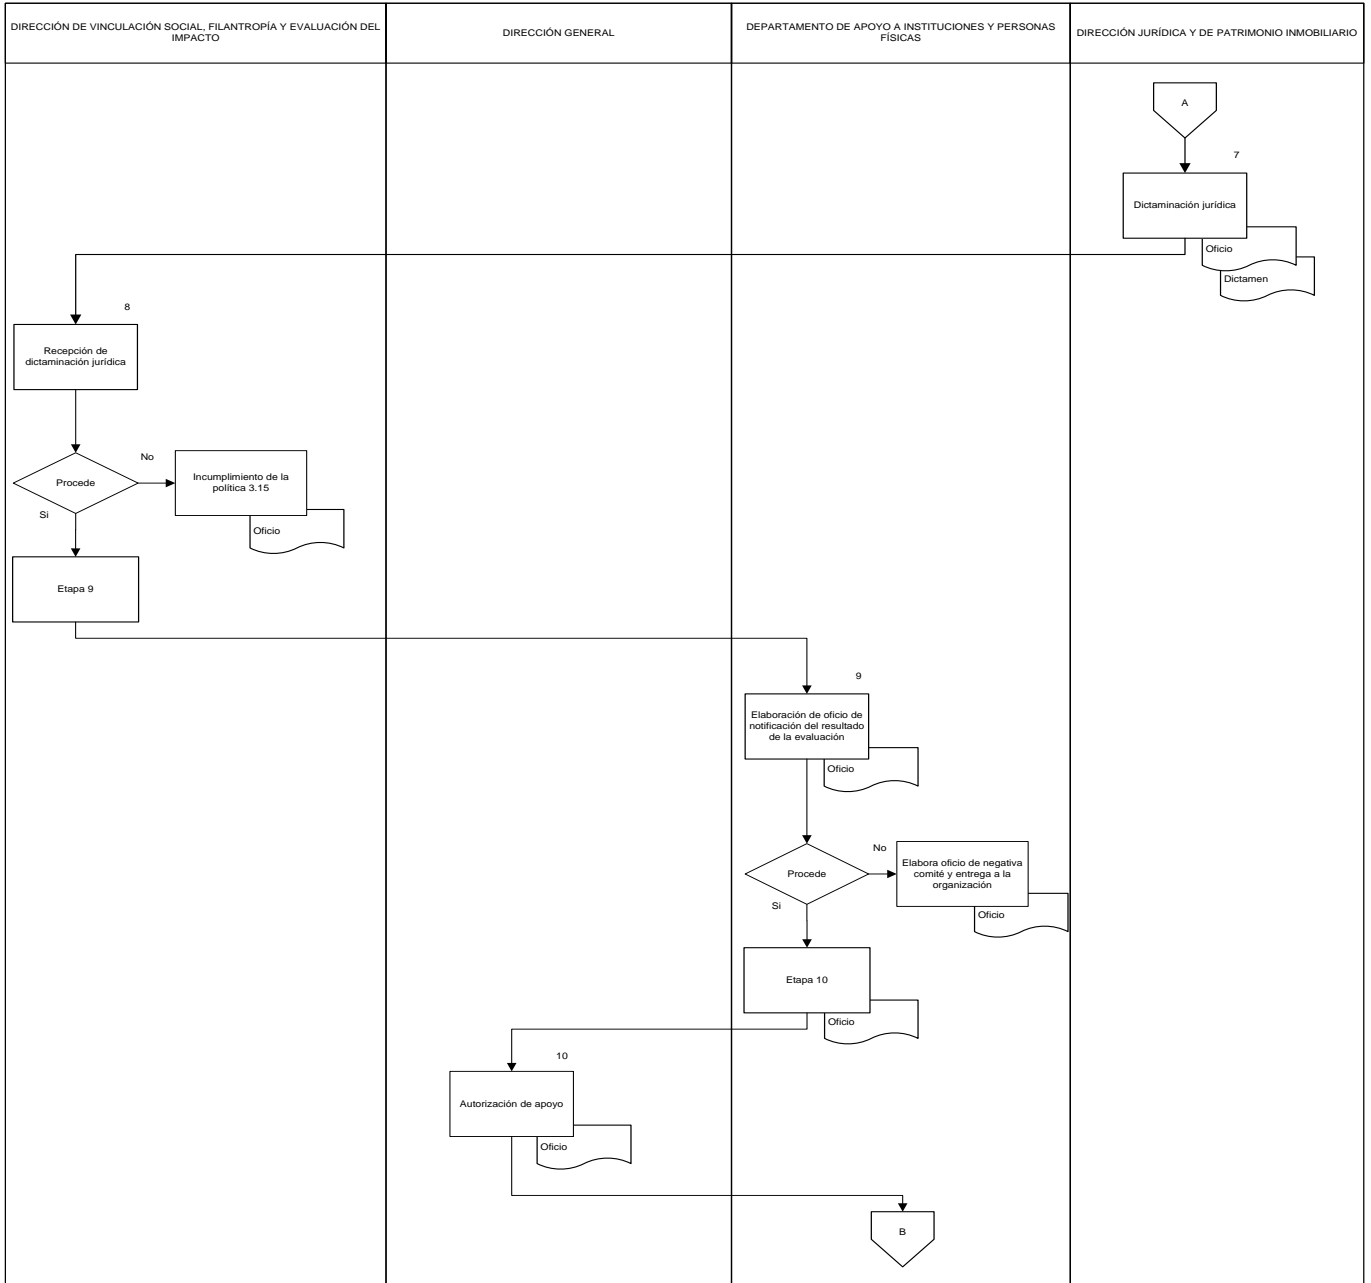 DIRECCIÓN DE VINCULACIÓN SOCIAL, FILANTROPÍA Y EVALUACIÓN DEL
IMPACTO
DIRECCIÓN GENERAL
DEPARTAMENTO DE APOYO A INSTITUCIONES Y PERSONAS
FÍSICAS
DIRECCIÓN JURÍDICA Y DE PATRIMONIO INMOBILIARIO
A
7
Dictaminación jurídica
Oficio
Dictamen
8
Recepción de
dictaminación jurídica
Procede
No
Incumplimiento de la
política 3.15
Oficio
Si
Etapa 9
9
Elaboración de oficio de
notificación del resultado
de la evaluación
Oficio
Procede
No
Elabora oficio de negativa
comité y entrega a la
organización
Oficio
Si
Etapa 10
Oficio
10
Autorización de apoyo
Oficio
B